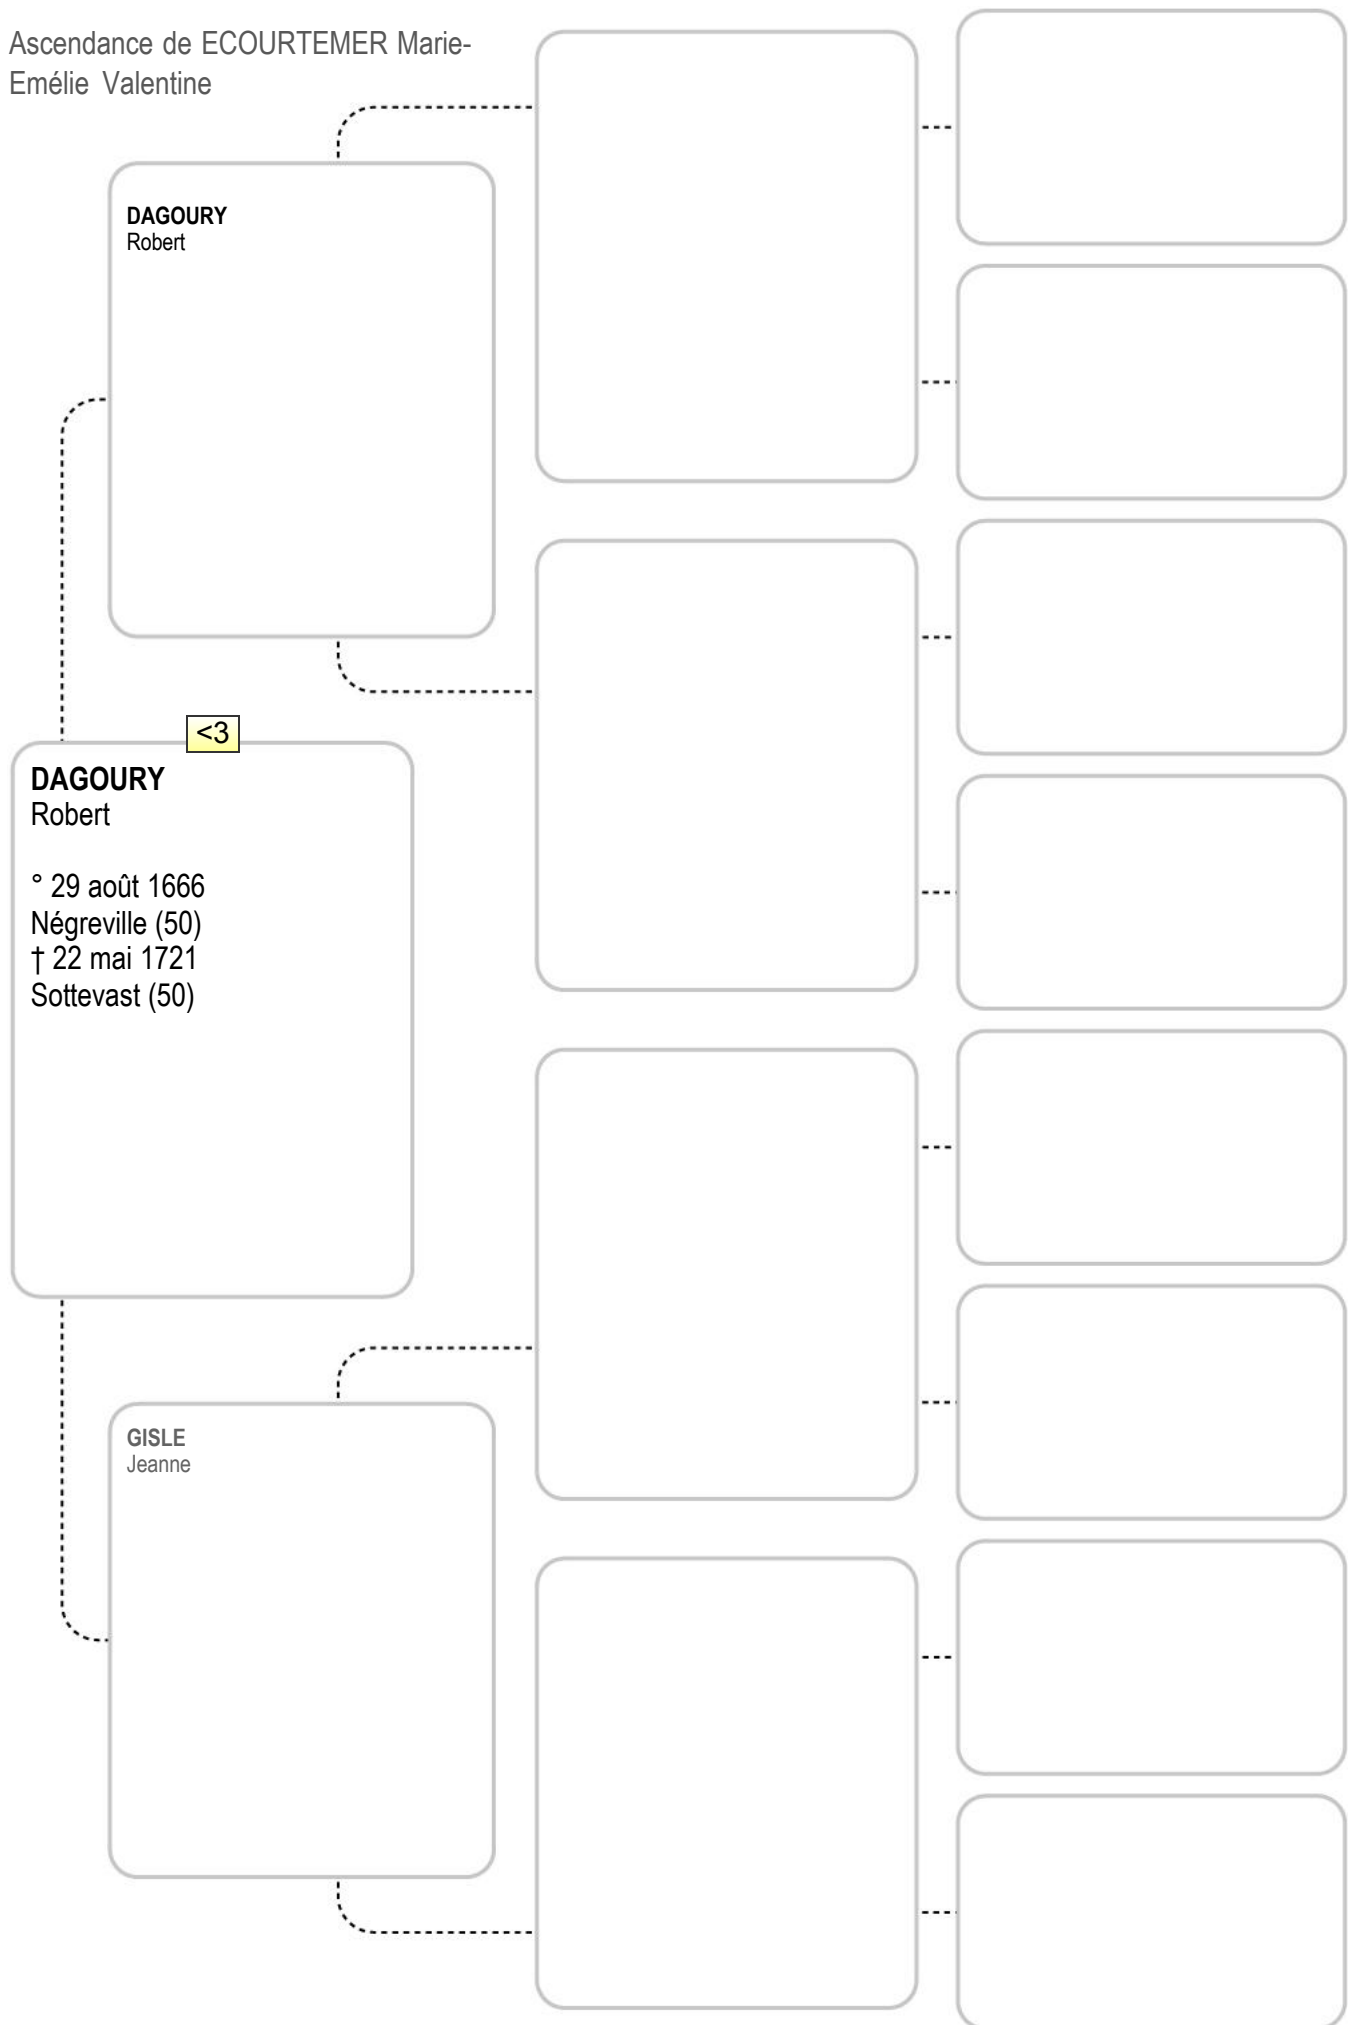 Ascendance de ECOURTEMER Marie-
Emélie Valentine
DAGOURY
Robert
<3
DAGOURY
Robert
° 29 août 1666
Négreville (50)
† 22 mai 1721
Sottevast (50)
GISLE
Jeanne